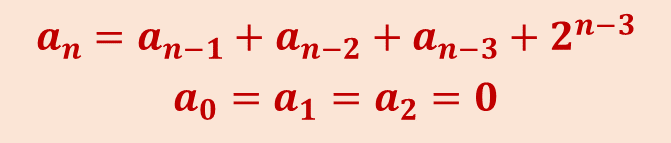 aₙ = aₙ₋₁ + aₙ₋₂ + aₙ₋₃ + 2ⁿ⁻³
a₀ = a₁ = a₂ = 0